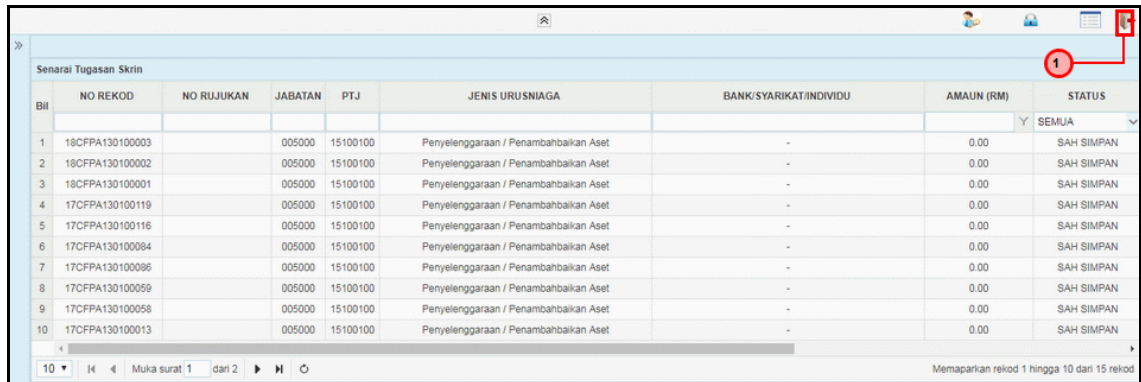 1
Senarai Tugasan Skrin
Bil NO REKOD NO RUJUKAN JABATAN PTJ JENIS URUSNIAGA BANK/SYARIKAT/INDIVIDU AMAUN (RM) STATUS
SEMUA
1 18CFPA130100003 005000 15100100 Penyelenggaraan / Penambahbaikan Aset - 0.00 SAH SIMPAN
2 18CFPA130100002 005000 15100100 Penyelenggaraan / Penambahbaikan Aset - 0.00 SAH SIMPAN
3 18CFPA130100001 005000 15100100 Penyelenggaraan / Penambahbaikan Aset - 0.00 SAH SIMPAN
4 17CFPA130100119 005000 15100100 Penyelenggaraan / Penambahbaikan Aset - 0.00 SAH SIMPAN
5 17CFPA130100116 005000 15100100 Penyelenggaraan / Penambahbaikan Aset - 0.00 SAH SIMPAN
6 17CFPA130100084 005000 15100100 Penyelenggaraan / Penambahbaikan Aset - 0.00 SAH SIMPAN
7 17CFPA130100086 005000 15100100 Penyelenggaraan / Penambahbaikan Aset - 0.00 SAH SIMPAN
8 17CFPA130100059 005000 15100100 Penyelenggaraan / Penambahbaikan Aset - 0.00 SAH SIMPAN
9 17CFPA130100058 005000 15100100 Penyelenggaraan / Penambahbaikan Aset - 0.00 SAH SIMPAN
10 17CFPA130100013 005000 15100100 Penyelenggaraan / Penambahbaikan Aset - 0.00 SAH SIMPAN
10 Muka surat 1 dari 2 Memaparkan rekod 1 hingga 10 dari 15 rekod